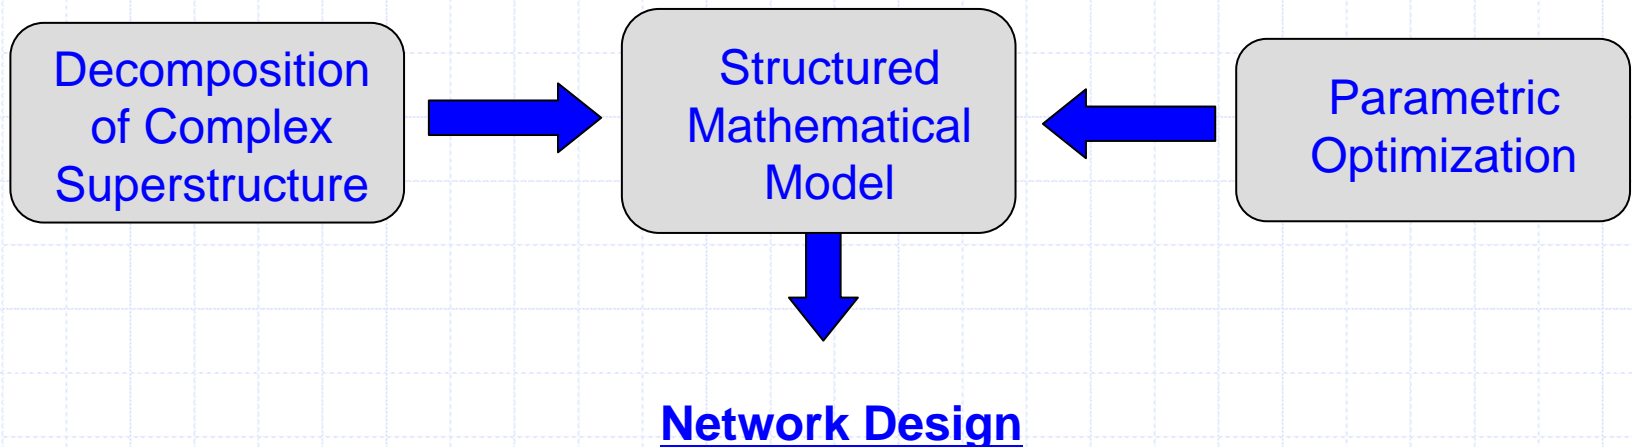 Decomposition
of Complex
Superstructure
Structured
Mathematical
Model
Parametric
Optimization
Network Design